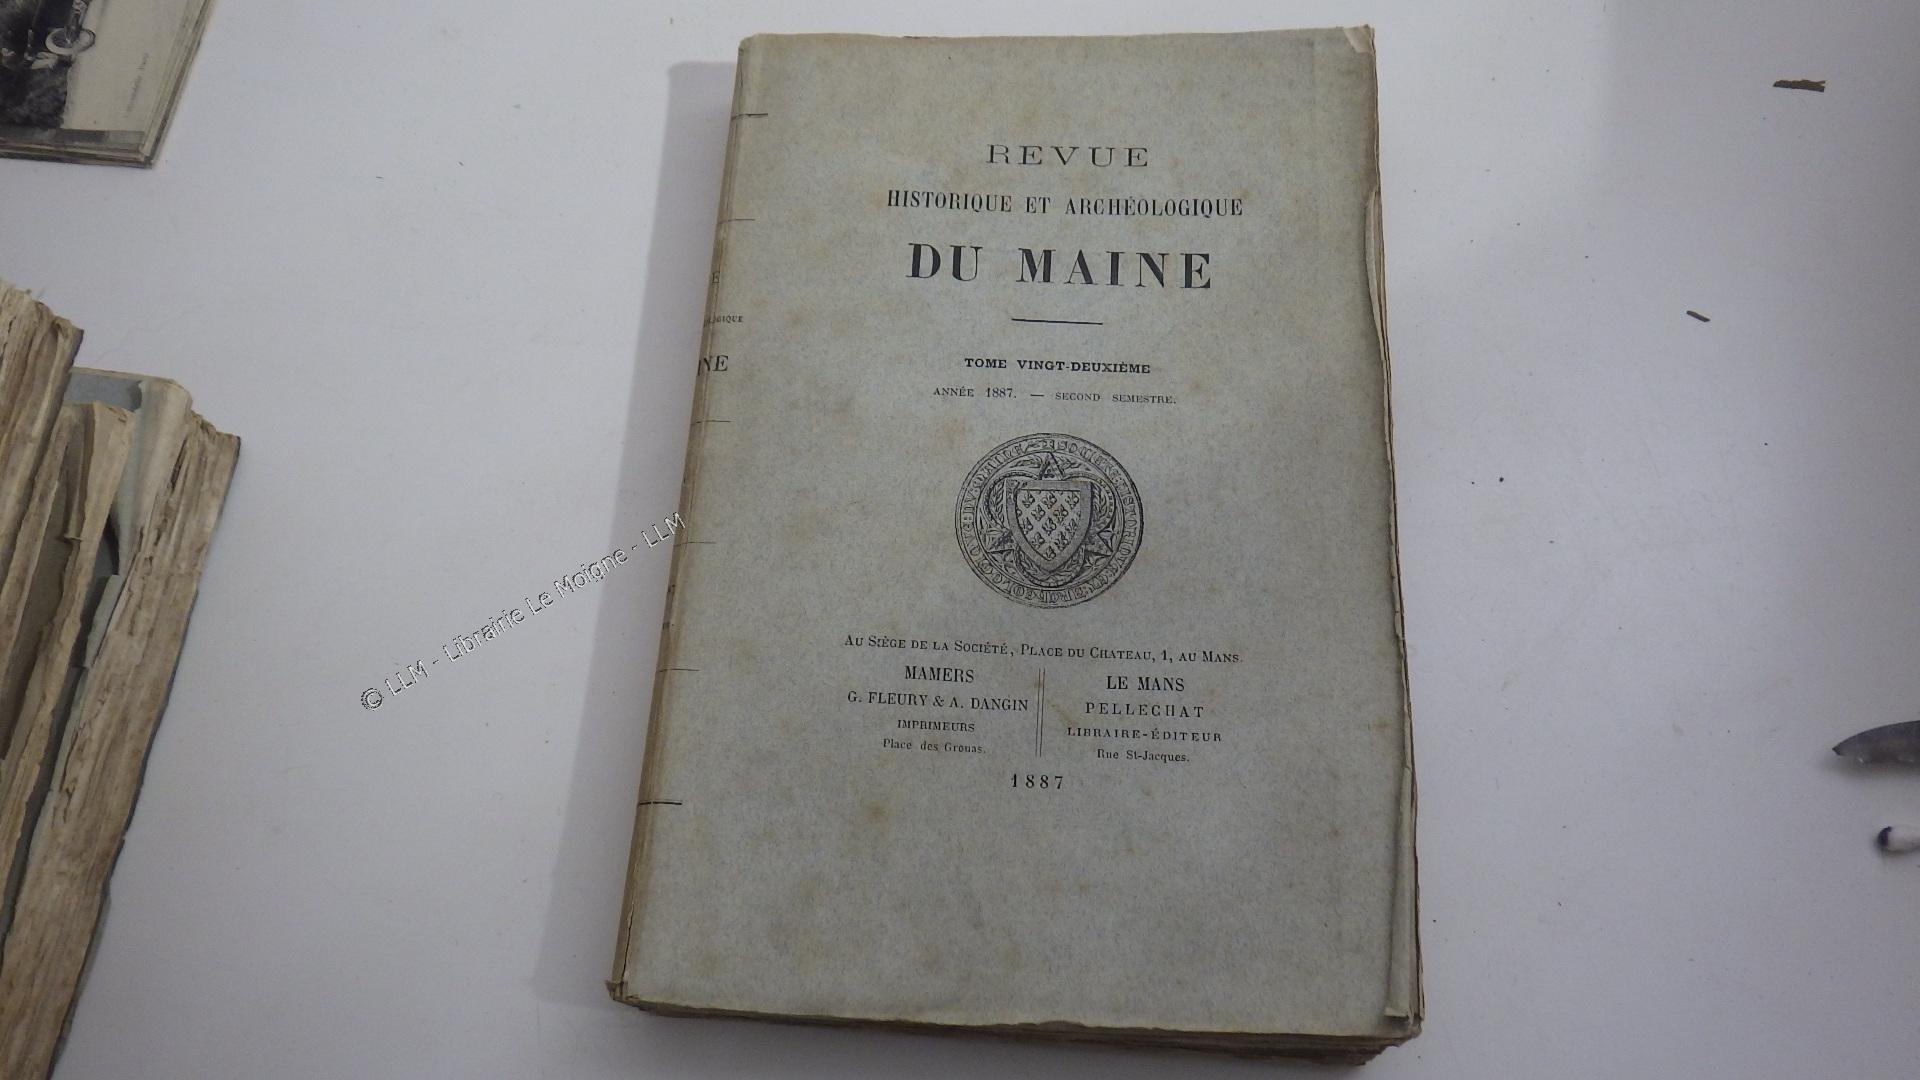 REVUE
HISTORIQUE ET ARCHÉOLOGIQUE
DU MAINE
TOME VINGT-DEUXIÈME
ANNÉE 1887. — SECOND SEMESTRE.
AU SIÈGE DE LA SOCIÉTÉ, PLACE DU CHATEAU, 1, AU MANS.
MAMERS
G. FLEURY & A. DANGIN
IMPRIMEURS
Place des Grouas.
LE MANS
PELLECHAT
LIBRAIRE-ÉDITEUR
Rue St-Jacques.
1887
© LLM - Librairie Le Moigne - LLM